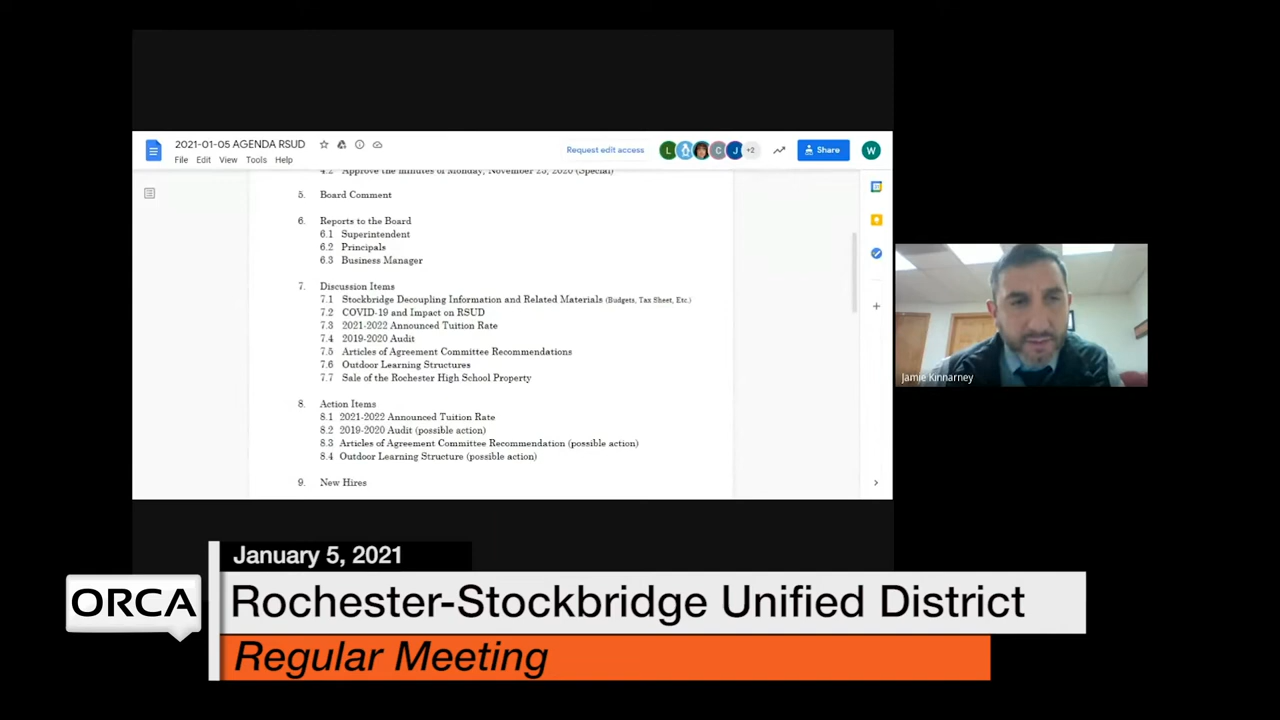 2021-01-05 AGENDA RSUD
File Edit View Tools Help
Request edit access
L C J +2
Share
W
4.2 Approve the minutes of Monday, November 23, 2020 (Special)
5. Board Comment
6. Reports to the Board
6.1 Superintendent
6.2 Principals
6.3 Business Manager
7. Discussion Items
7.1 Stockbridge Decoupling Information and Related Materials (Budgets, Tax Sheet, Etc.)
7.2 COVID-19 and Impact on RSUD
7.3 2021-2022 Announced Tuition Rate
7.4 2019-2020 Audit
7.5 Articles of Agreement Committee Recommendations
7.6 Outdoor Learning Structures
7.7 Sale of the Rochester High School Property
8. Action Items
8.1 2021-2022 Announced Tuition Rate
8.2 2019-2020 Audit (possible action)
8.3 Articles of Agreement Committee Recommendation (possible action)
8.4 Outdoor Learning Structure (possible action)
9. New Hires
Jamie Kinnarney
January 5, 2021
ORCA
Rochester-Stockbridge Unified District
Regular Meeting